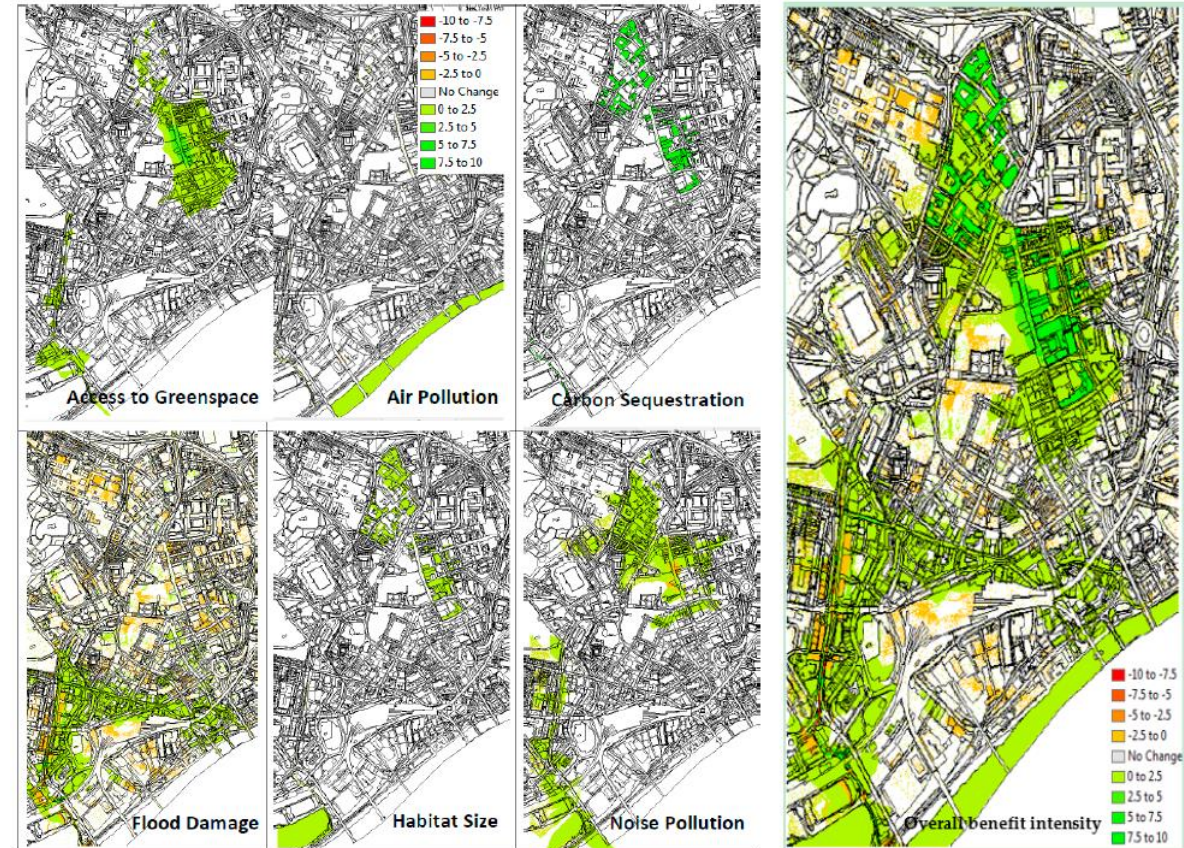 -10 to -7.5
-7.5 to -5
-5 to -2.5
-2.5 to 0
No Change
0 to 2.5
2.5 to 5
5 to 7.5
7.5 to 10
Access to Greenspace
Air Pollution
Carbon Sequestration
Flood Damage
Habitat Size
Noise Pollution
-10 to -7.5
-7.5 to -5
-5 to -2.5
-2.5 to 0
No Change
0 to 2.5
2.5 to 5
5 to 7.5
7.5 to 10
Overall benefit intensity